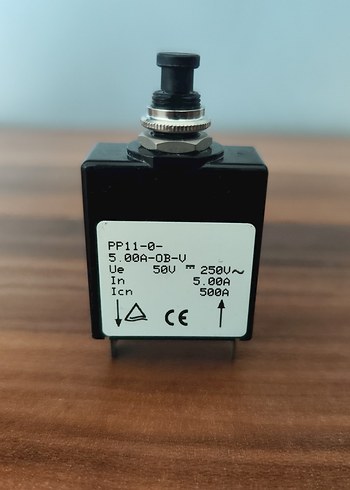 PP11-0-
5.00A-OB-V
Ue 50V ⎓ 250V~
In 5.00A
Icn 500A
CE